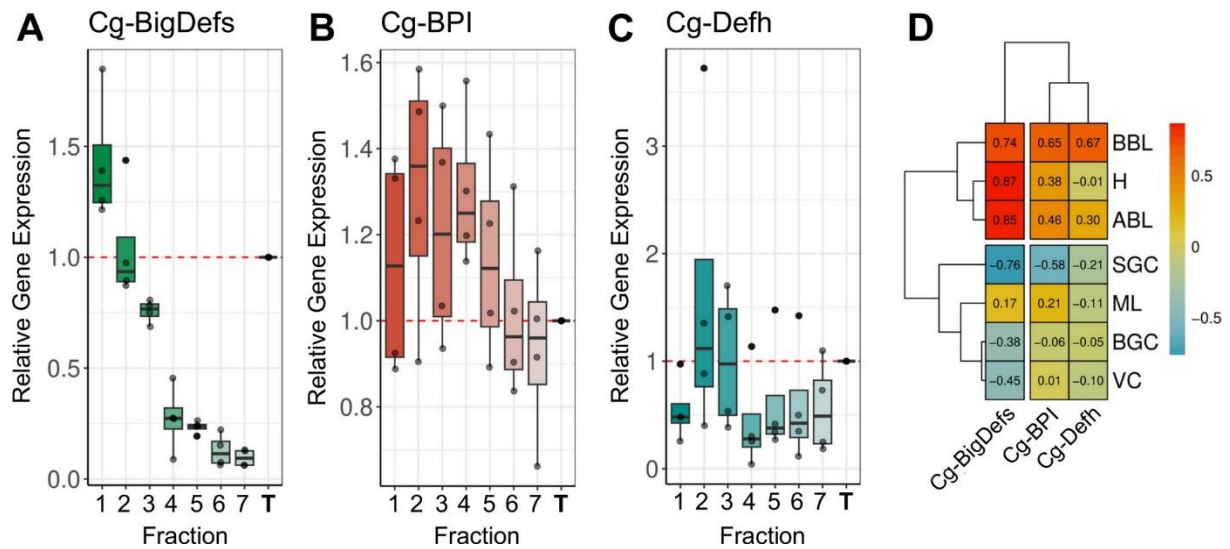 A Cg-BigDefs
Relative Gene Expression
1.5
1.0
0.5
0.0
1 2 3 4 5 6 7 T
Fraction
B Cg-BPI
Relative Gene Expression
1.6
1.4
1.2
1.0
0.8
1 2 3 4 5 6 7 T
Fraction
C Cg-Defh
Relative Gene Expression
3
2
1
0
1 2 3 4 5 6 7 T
Fraction
D
0.74 0.65 0.67 BBL
0.87 0.38 −0.01 H
0.85 0.46 0.30 ABL
−0.76 −0.58 −0.21 SGC
0.17 0.21 −0.11 ML
−0.38 −0.06 −0.05 BGC
−0.45 0.01 −0.10 VC
Cg-BigDefs
Cg-BPI
Cg-Defh
0.5
0
−0.5